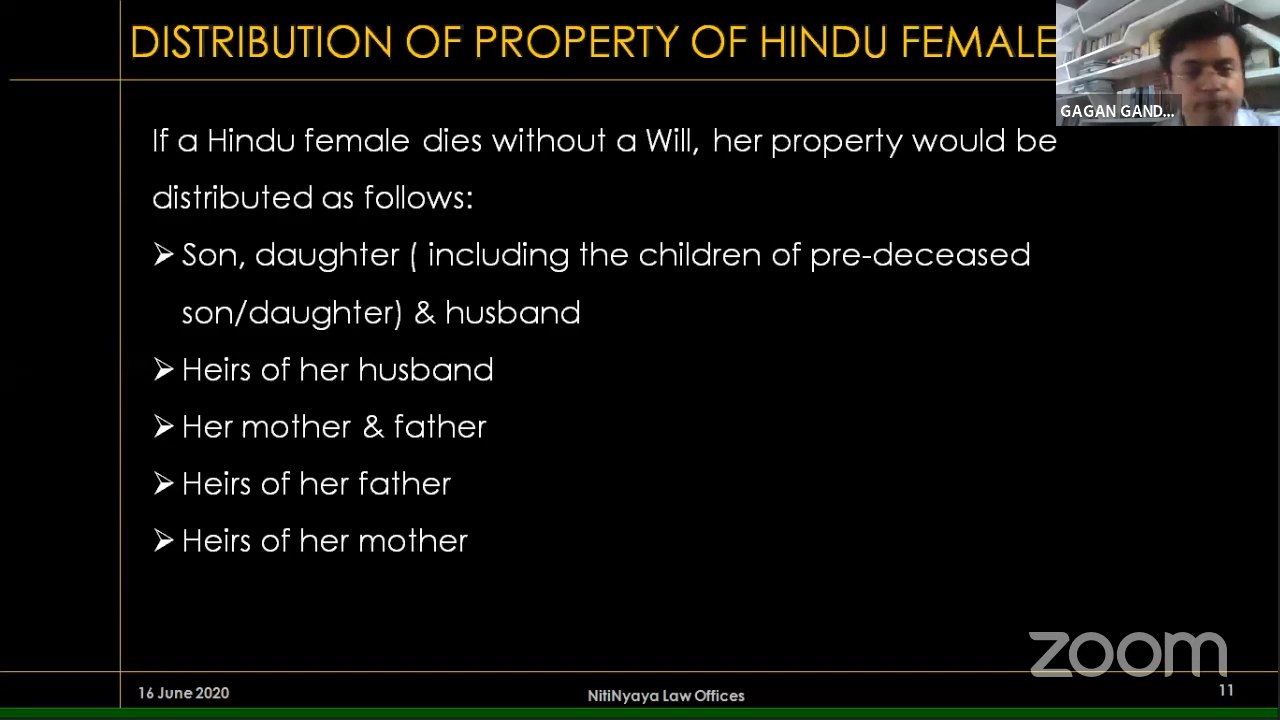 DISTRIBUTION OF PROPERTY OF HINDU FEMALE
GAGAN GAND...
If a Hindu female dies without a Will, her property would be
distributed as follows:
➢ Son, daughter ( including the children of pre-deceased
son/daughter) & husband
➢ Heirs of her husband
➢ Her mother & father
➢ Heirs of her father
➢ Heirs of her mother
zoom
16 June 2020
NitiNyaya Law Offices
11